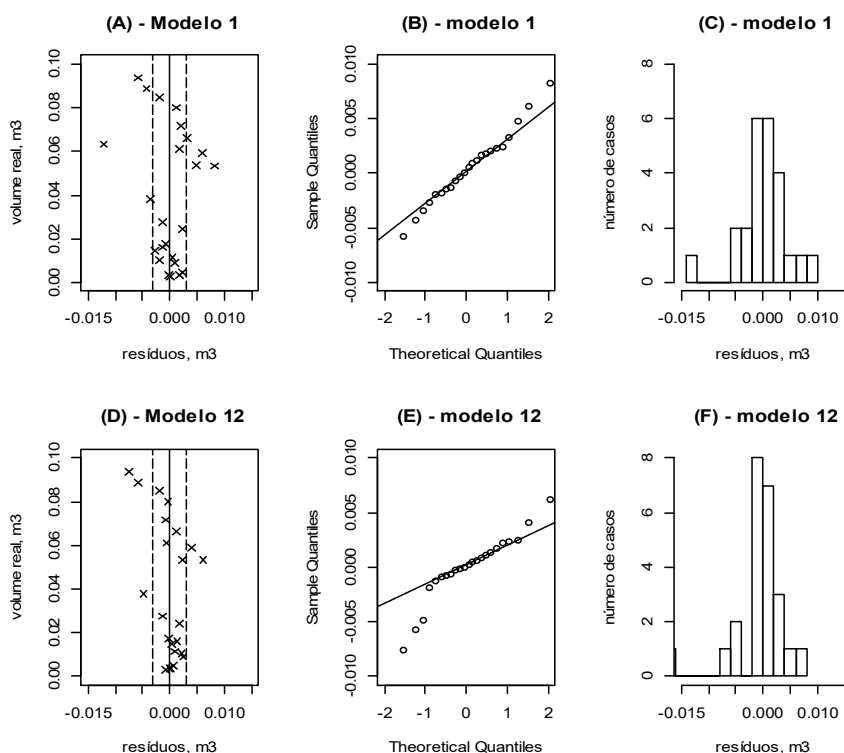 (A) - Modelo 1
volume real, m3
0.00 0.02 0.04 0.06 0.08 0.10
-0.015 0.000 0.010
resíduos, m3
(B) - modelo 1
Sample Quantiles
-0.010 -0.005 0.000 0.005 0.010
-2 -1 0 1 2
Theoretical Quantiles
(C) - modelo 1
número de casos
0 2 4 6 8
-0.015 0.000 0.010
resíduos, m3
(D) - Modelo 12
volume real, m3
0.00 0.02 0.04 0.06 0.08 0.10
-0.015 0.000 0.010
resíduos, m3
(E) - modelo 12
Sample Quantiles
-0.010 -0.005 0.000 0.005 0.010
-2 -1 0 1 2
Theoretical Quantiles
(F) - modelo 12
número de casos
0 2 4 6 8
-0.015 0.000 0.010
resíduos, m3